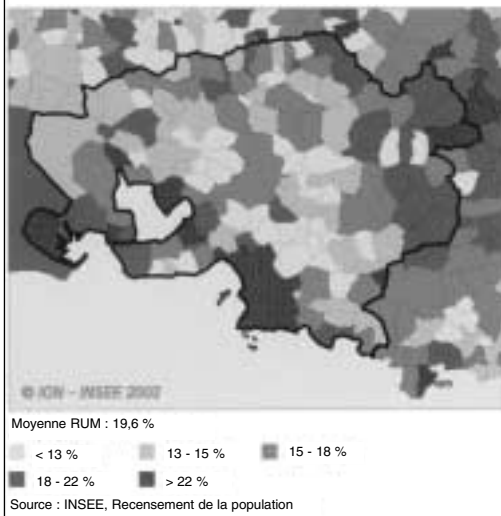 © IGN - INSEE 2002
Moyenne RUM : 19,6 %
< 13 %
13 - 15 %
15 - 18 %
18 - 22 %
> 22 %
Source : INSEE, Recensement de la population